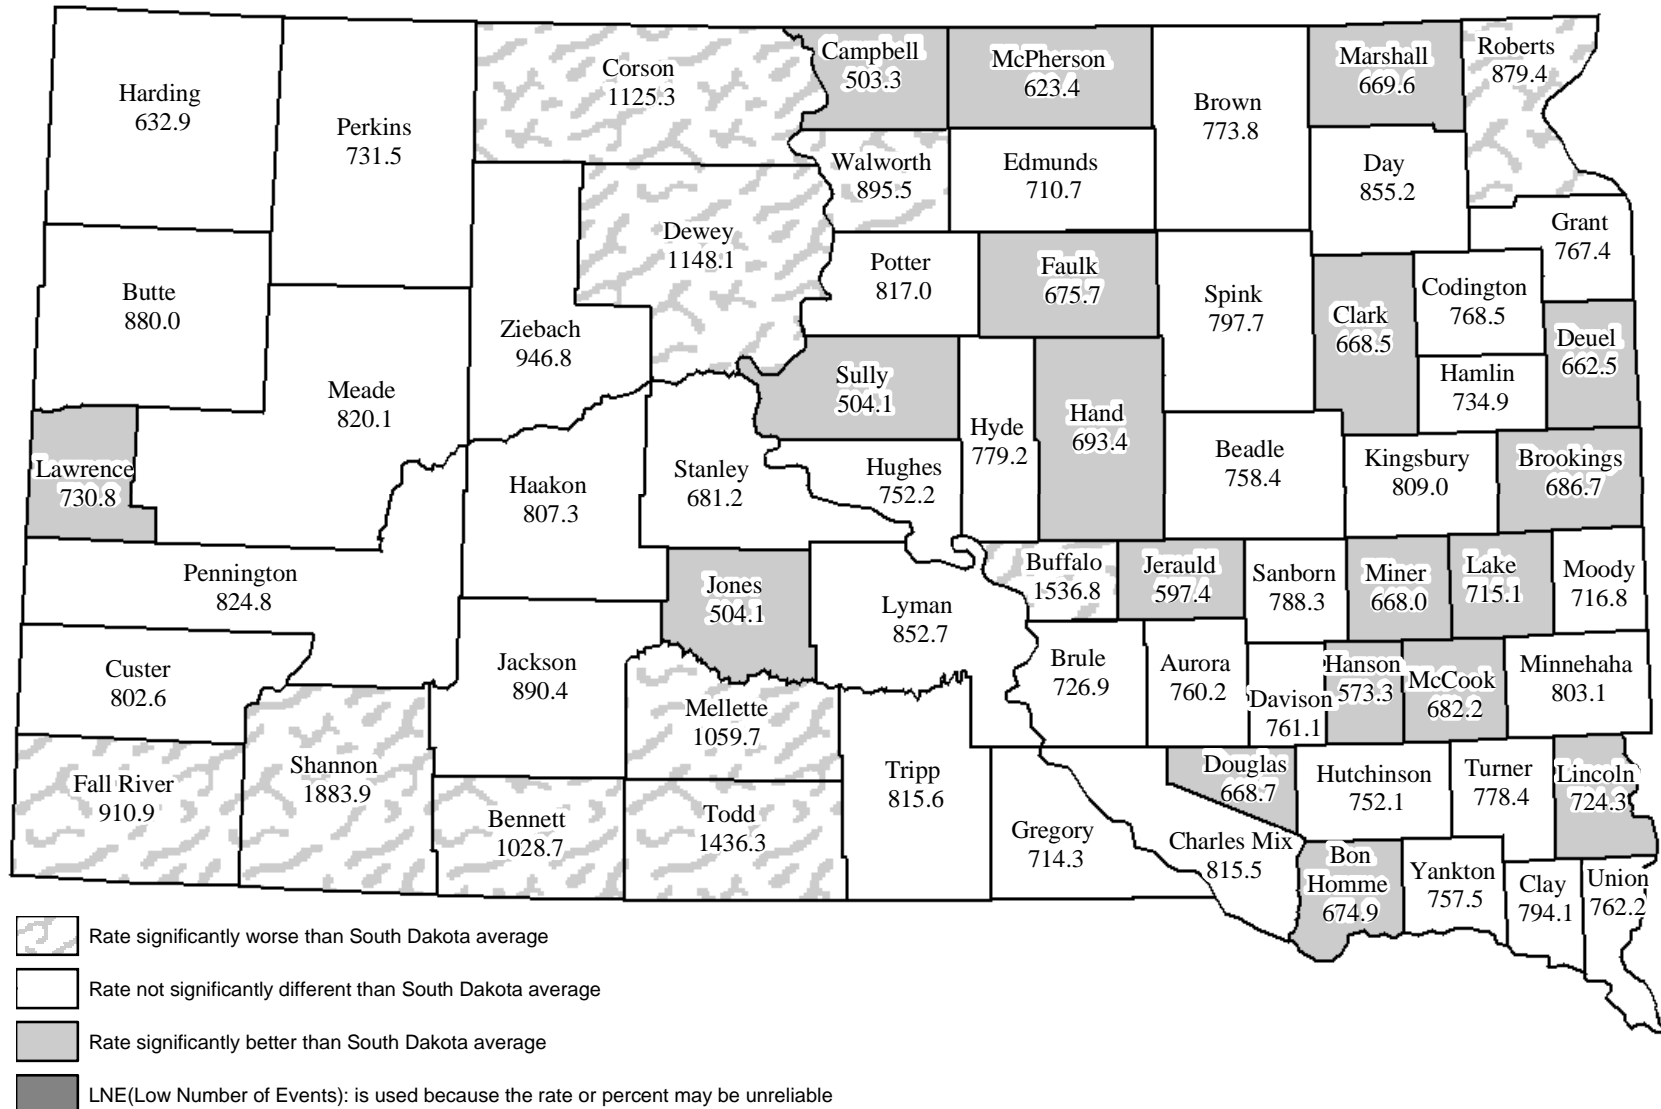 Harding
632.9
Perkins
731.5
Corson
1125.3
Campbell
503.3
McPherson
623.4
Brown
773.8
Marshall
669.6
Roberts
879.4
Walworth
895.5
Edmunds
710.7
Day
855.2
Grant
767.4
Butte
880.0
Meade
820.1
Ziebach
946.8
Dewey
1148.1
Potter
817.0
Faulk
675.7
Spink
797.7
Clark
668.5
Codington
768.5
Deuel
662.5
Hamlin
734.9
Lawrence
730.8
Haakon
807.3
Stanley
681.2
Sully
504.1
Hughes
752.2
Hyde
779.2
Hand
693.4
Beadle
758.4
Kingsbury
809.0
Brookings
686.7
Pennington
824.8
Jones
504.1
Lyman
852.7
Buffalo
1536.8
Jerauld
597.4
Sanborn
788.3
Miner
668.0
Lake
715.1
Moody
716.8
Custer
802.6
Jackson
890.4
Mellette
1059.7
Brule
726.9
Aurora
760.2
Davison
761.1
Hanson
573.3
McCook
682.2
Minnehaha
803.1
Fall River
910.9
Shannon
1883.9
Bennett
1028.7
Todd
1436.3
Tripp
815.6
Gregory
714.3
Charles Mix
815.5
Douglas
668.7
Hutchinson
752.1
Turner
778.4
Lincoln
724.3
Bon
Homme
674.9
Yankton
757.5
Clay
794.1
Union
762.2
Rate significantly worse than South Dakota average
Rate not significantly different than South Dakota average
Rate significantly better than South Dakota average
LNE(Low Number of Events): is used because the rate or percent may be unreliable